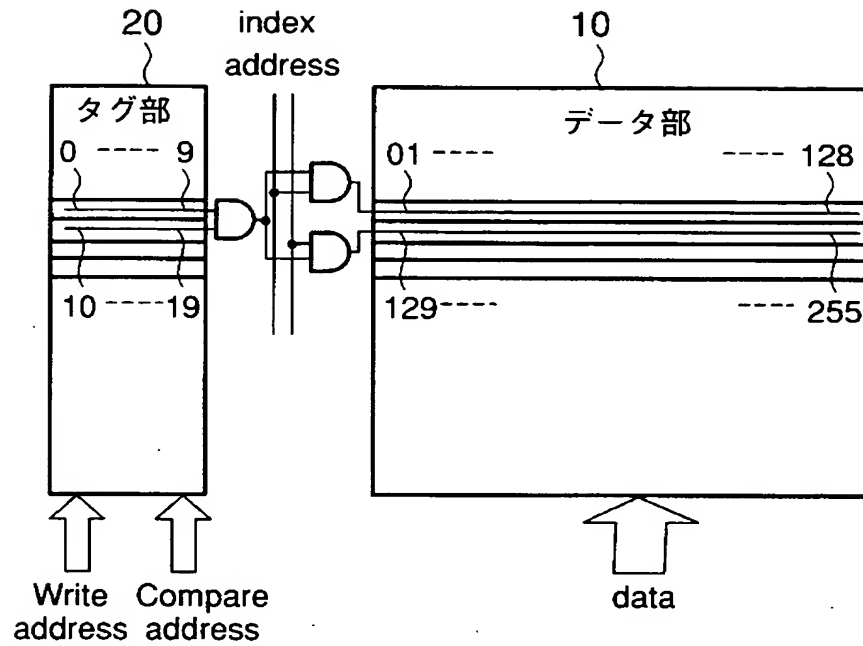 20
index
address
10
タグ部
データ部
0 ---- 9
01 ----
---- 128
10 ---- 19
129 ----
---- 255
Write
address
Compare
address
data